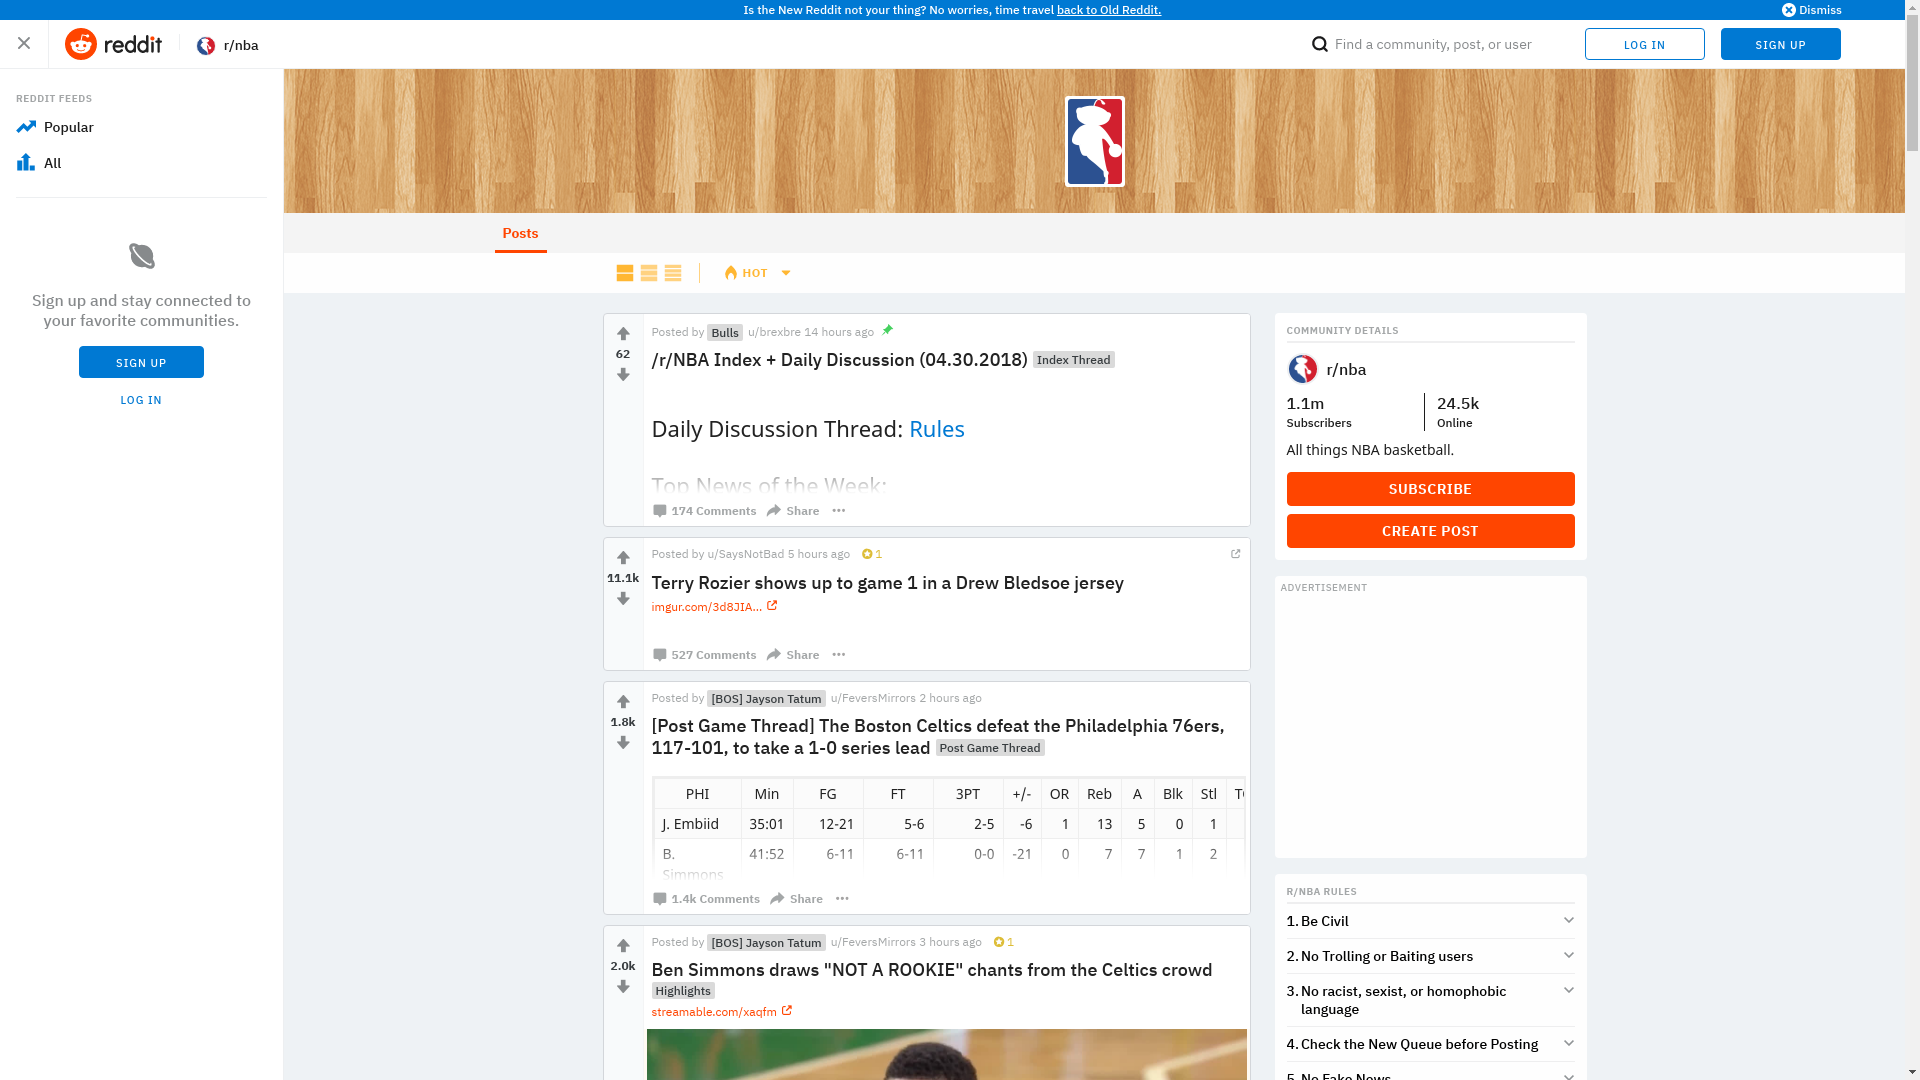 Is the New Reddit not your thing? No worries, time travel back to Old Reddit.
Dismiss
reddit
r/nba
Find a community, post, or user
LOG IN
SIGN UP
REDDIT FEEDS
Popular
All
Sign up and stay connected to
your favorite communities.
SIGN UP
LOG IN
Posts
HOT
Posted by Bulls u/brexbre 14 hours ago
62
/r/NBA Index + Daily Discussion (04.30.2018) Index Thread
Daily Discussion Thread: Rules
Top News of the Week:
174 Comments Share
Posted by u/SaysNotBad 5 hours ago 1
11.1k
Terry Rozier shows up to game 1 in a Drew Bledsoe jersey
imgur.com/3d8JIA...
527 Comments Share
Posted by [BOS] Jayson Tatum u/FeversMirrors 2 hours ago
1.8k
[Post Game Thread] The Boston Celtics defeat the Philadelphia 76ers,
117-101, to take a 1-0 series lead Post Game Thread
PHI Min FG FT 3PT +/- OR Reb A Blk Stl
J. Embiid 35:01 12-21 5-6 2-5 -6 1 13 5 0 1
B. 41:52 6-11 6-11 0-0 -21 0 7 7 1 2
Simmons
1.4k Comments Share
Posted by [BOS] Jayson Tatum u/FeversMirrors 3 hours ago 1
2.0k
Ben Simmons draws "NOT A ROOKIE" chants from the Celtics crowd
Highlights
streamable.com/xaqfm
COMMUNITY DETAILS
r/nba
1.1m 24.5k
Subscribers Online
All things NBA basketball.
SUBSCRIBE
CREATE POST
ADVERTISEMENT
R/NBA RULES
1. Be Civil
2. No Trolling or Baiting users
3. No racist, sexist, or homophobic
language
4. Check the New Queue before Posting
5. No Fake News